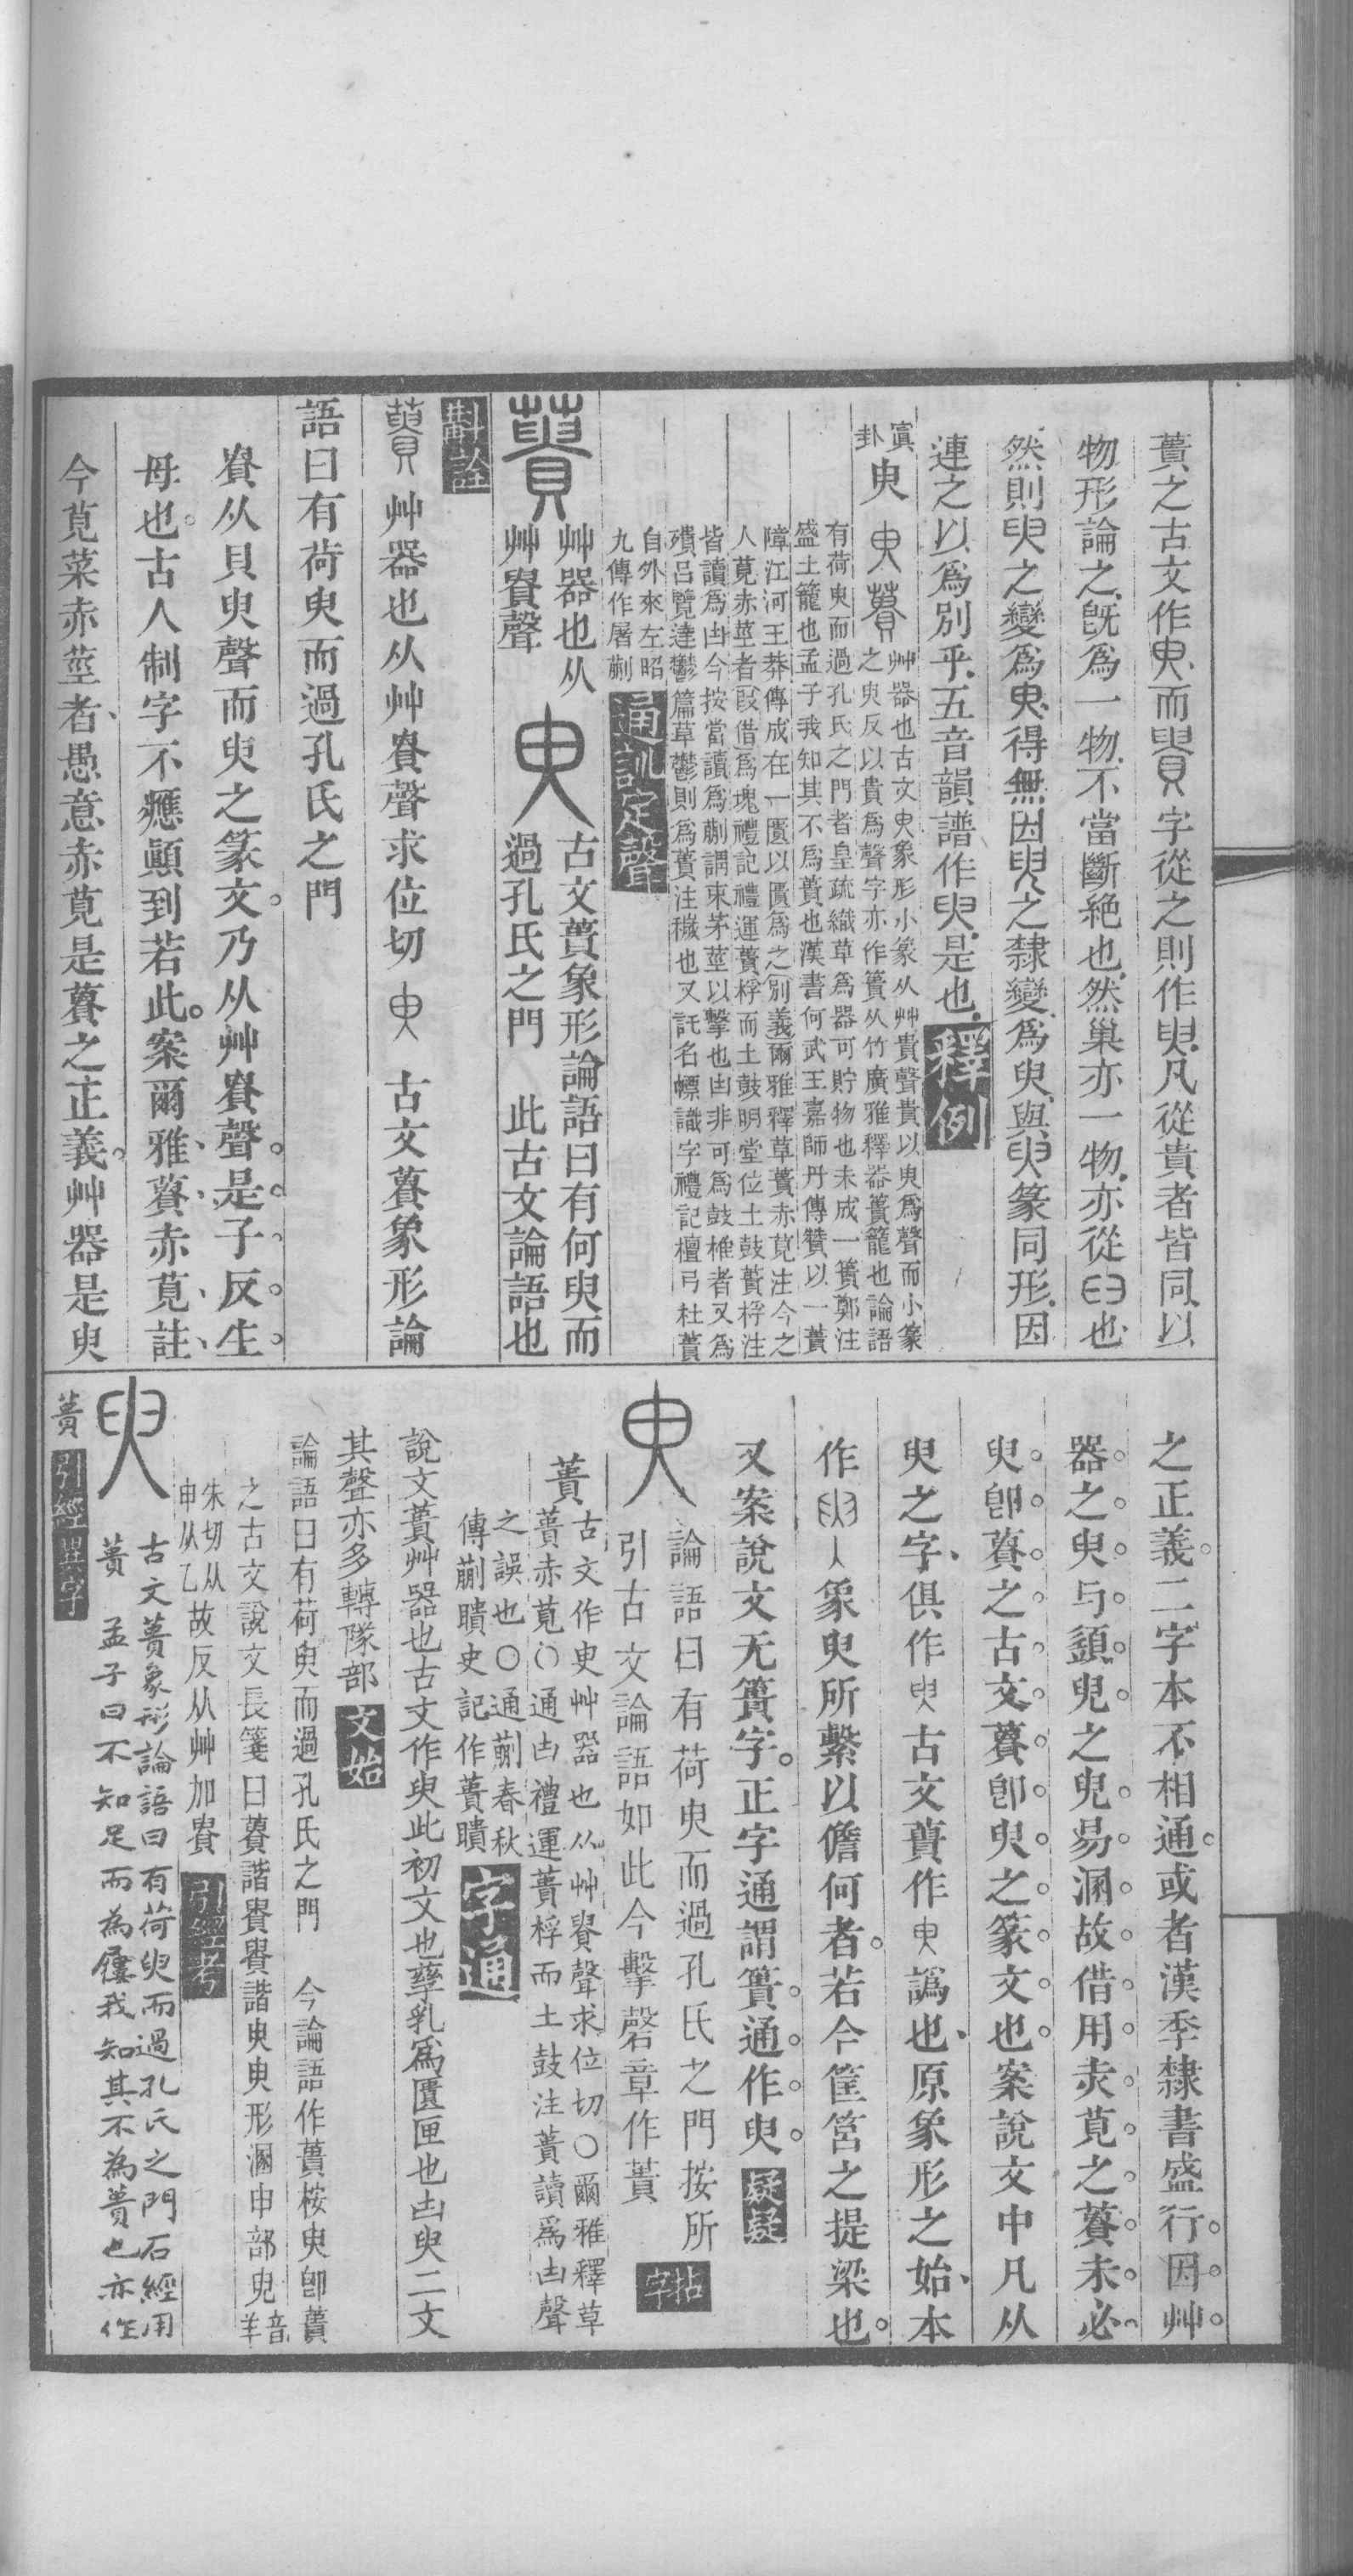 蕢之古文作臾、而貴字從之則作臾、凡從貴者皆同、以
物形論之、旣爲一物、不當斷絕也、然巢亦一物、亦從𦥑也、
然則臾之變爲臾、得無因臾之隸變爲臾、與臾篆同形、因
連之以爲別乎、五音韻譜作臾、是也、釋例
寘卦
臾 臾蕢
艸器也古文臾象形小篆从艸貴聲貴以臾爲聲而小篆
之臾反以貴爲聲字亦作簣从竹廣雅釋器簣籠也論語
有荷臾而過孔氏之門者皇疏織草爲器可貯物也未成一簣鄭注
盛土籠也孟子我知其不爲蕢也漢書何武王嘉師丹傳贊以一蕢
障江河王莽傳成在一匱以匱爲之別義爾雅釋草蕢赤莧注今之
人莧赤莖者叚借爲塊禮記禮運蕢桴而土鼓明堂位土鼓蕢桴注
皆讀爲凷今按當讀爲蒯謂束茅莖以擊也凷非可爲鼓椎者又爲
殨呂覽達鬱篇草鬱則爲蕢注穢也又託名幖識字禮記檀弓杜蕢
自外來左昭
九傳作屠蒯
通訓定聲
蕢
艸器也从
艸𧶠聲
臾
古文蕢象形論語曰有何臾而
過孔氏之門 此古文論語也
斠詮
蕢 艸器也从艸𧶠聲求位切 臾 古文蕢象形論
語曰有荷臾而過孔氏之門
𧶠从貝臾聲而臾之篆文乃从艸𧶠聲是子反生
母也古人制字不應顚到若此案爾雅蕢赤莧註
今莧菜赤莖者愚意赤莧是蕢之正義艸器是臾
之正義二字本不相通或者漢季隸書盛行因艸
器之臾与須臾之臾易溷故借用赤莧之蕢未必
臾卽蕢之古文蕢卽臾之篆文也案說文中凡从
臾之字俱作臾古文蕢作臾譌也原象形之始本
作 象臾所繫以儋何者若今筐筥之提梁也
又案說文无簣字正字通謂簣通作臾 疑疑
臾
論語曰有荷臾而過孔氏之門按所
引古文論語如此今擊磬章作蕢
拈字
蕢
古文作臾艸器也从艸𧶠聲求位切〇爾雅釋草
蕢赤莧〇通凷禮運蕢桴而土鼓注蕢讀爲凷聲
之誤也〇通蒯春秋
傳蒯聵史記作蕢聵
字通
說文蕢艸器也古文作臾此初文也孳乳爲匱匣也凷臾二文
其聲亦多轉隊部 文始
論語曰有荷臾而過孔氏之門 今論語作蕢桉臾卽蕢
之古文說文長箋曰蕢諧𧶠𧶠諧臾臾形溷申部臾音羊
朱切从
申从乙
故反从艸加𧶠 引經考
臾
古文蕢象形論語曰有荷臾而過孔氏之門石經用
蕢 孟子曰不知足而為屨我知其不為蕢也亦作
蕢 引經異字